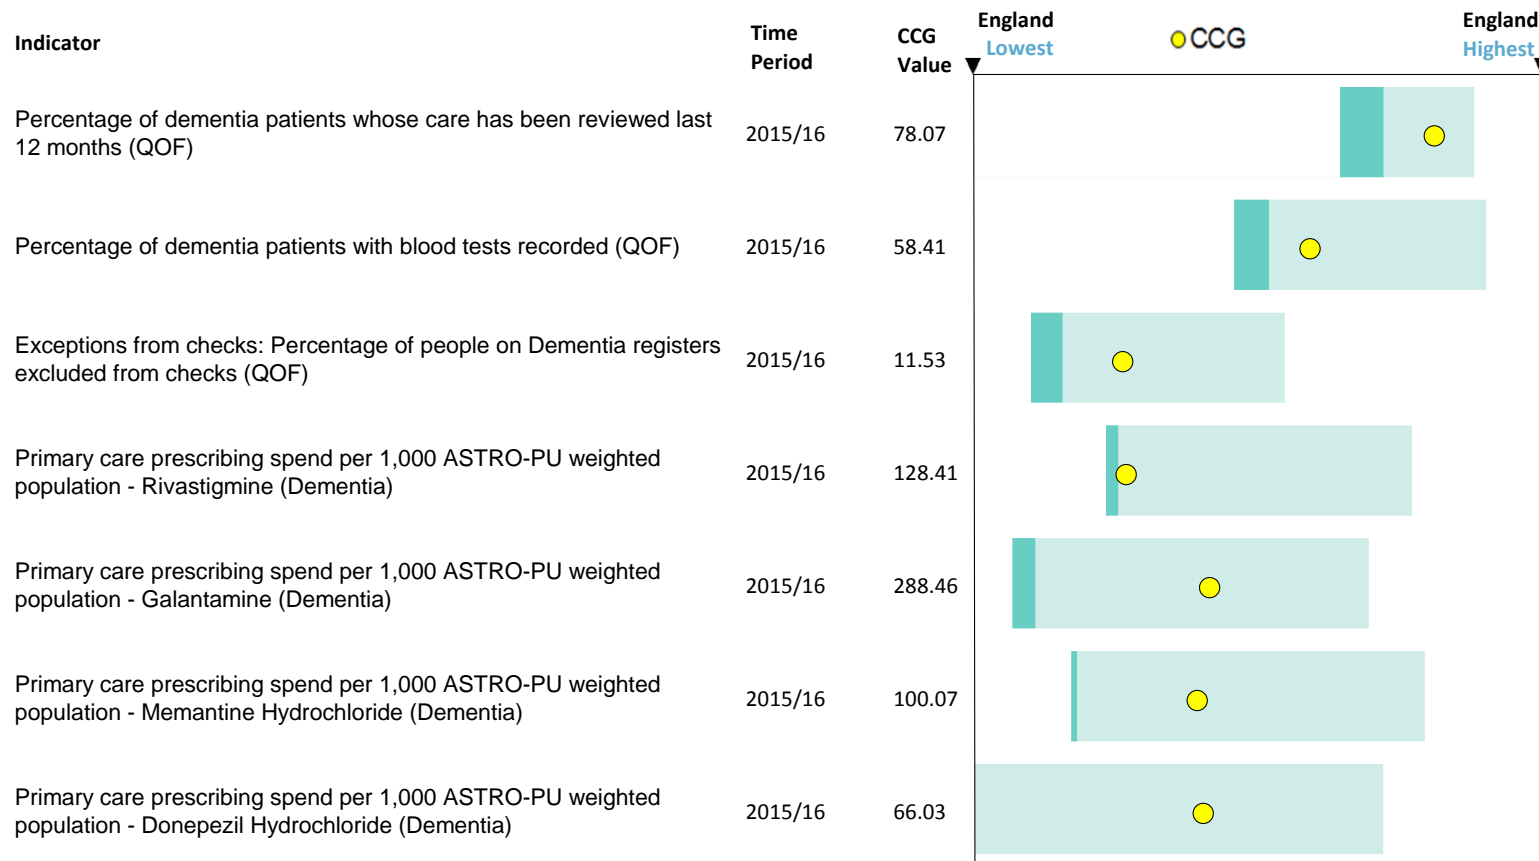 Indicator
Time
Period
CCG
Value
England
Lowest
CCG
England
Highest
Percentage of dementia patients whose care has been reviewed last
12 months (QOF)
2015/16
78.07
Percentage of dementia patients with blood tests recorded (QOF)
2015/16
58.41
Exceptions from checks: Percentage of people on Dementia registers
excluded from checks (QOF)
2015/16
11.53
Primary care prescribing spend per 1,000 ASTRO-PU weighted
population - Rivastigmine (Dementia)
2015/16
128.41
Primary care prescribing spend per 1,000 ASTRO-PU weighted
population - Galantamine (Dementia)
2015/16
288.46
Primary care prescribing spend per 1,000 ASTRO-PU weighted
population - Memantine Hydrochloride (Dementia)
2015/16
100.07
Primary care prescribing spend per 1,000 ASTRO-PU weighted
population - Donepezil Hydrochloride (Dementia)
2015/16
66.03